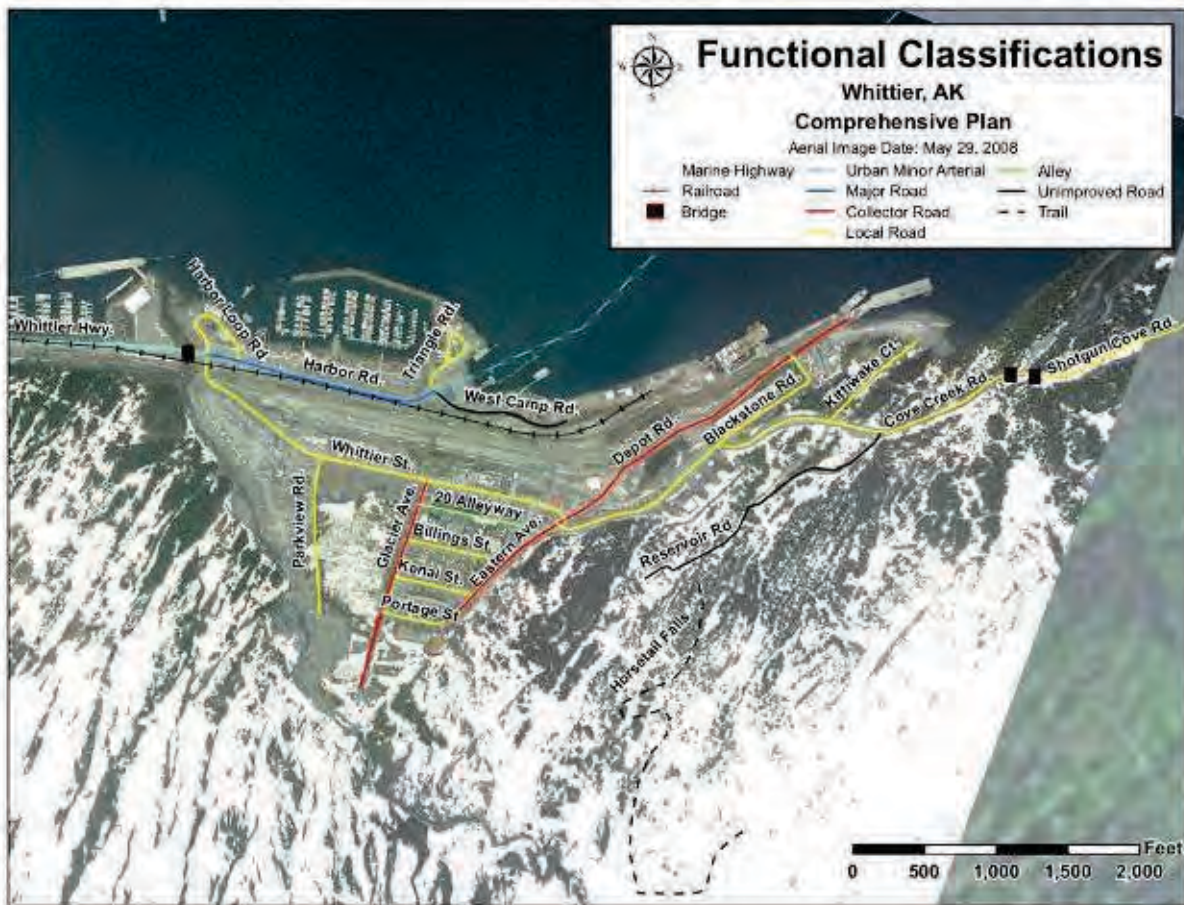 Functional Classifications
Whittier, AK
Comprehensive Plan
Aerial Image Date: May 29, 2008
Marine Highway
Railroad
Bridge
Urban Minor Arterial
Major Road
Collector Road
Local Road
Alley
Unimproved Road
Trail
N
W
S
Whittier Hwy.
Harbor Loop Rd.
Harbor Rd.
Triangle Rd.
West Camp Rd.
Depot Rd.
Blackstone Rd.
Kittiwake Ct.
Cove Creek Rd.
Shotgun Cove Rd.
Whittier St.
Parkview Rd.
Glacier Ave.
20 Alleyway
Billings St.
Kenai St.
Portage St
Eastern Ave.
Reservoir Rd.
Horsetail Falls
Feet
0 500 1,000 1,500 2,000